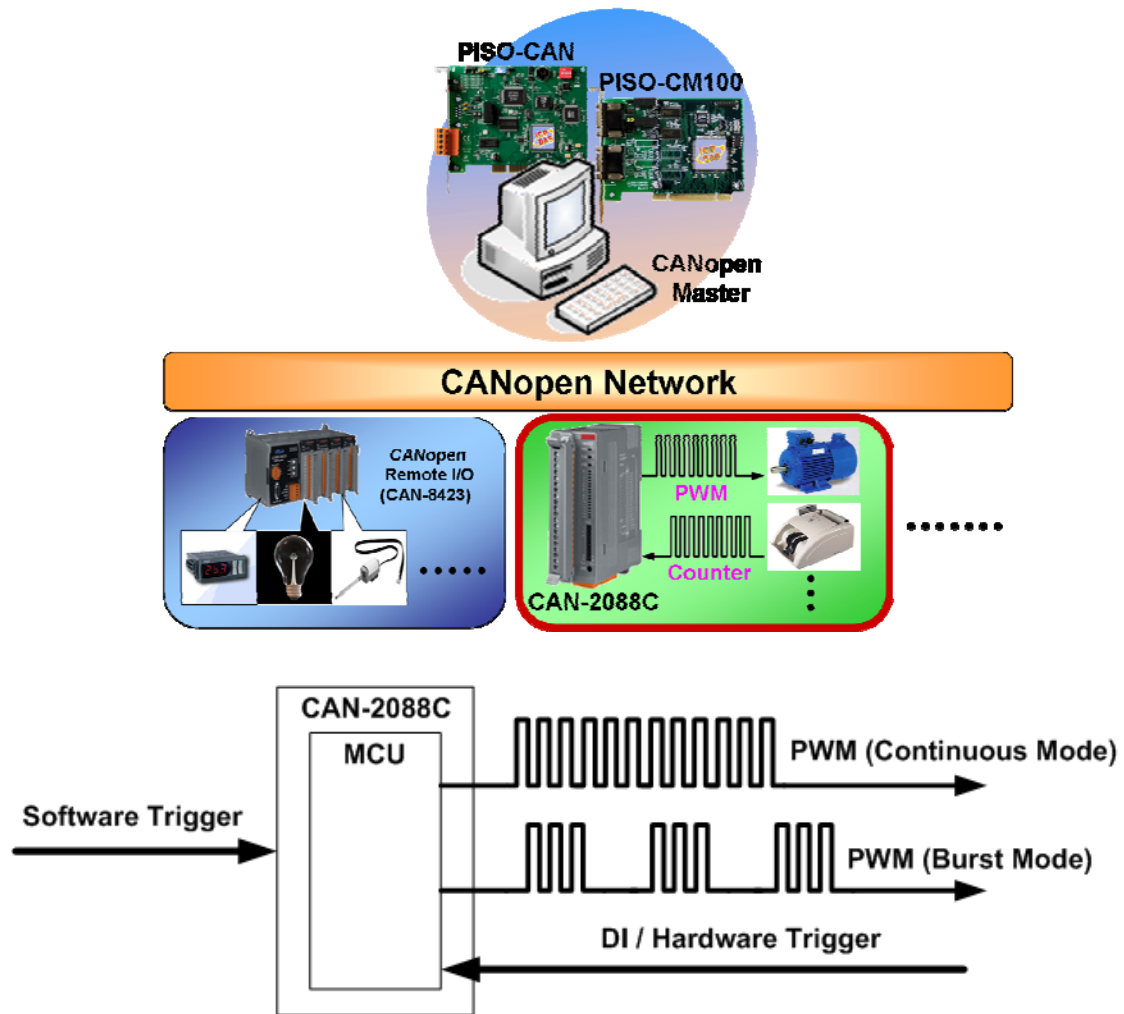 PISO-CAN
PISO-CM100
CANopen
Master
CANopen Network
CANopen
Remote I/O
(CAN-8423)
PWM
Counter
CAN-2088C
CAN-2088C
MCU
PWM (Continuous Mode)
Software Trigger
PWM (Burst Mode)
DI / Hardware Trigger